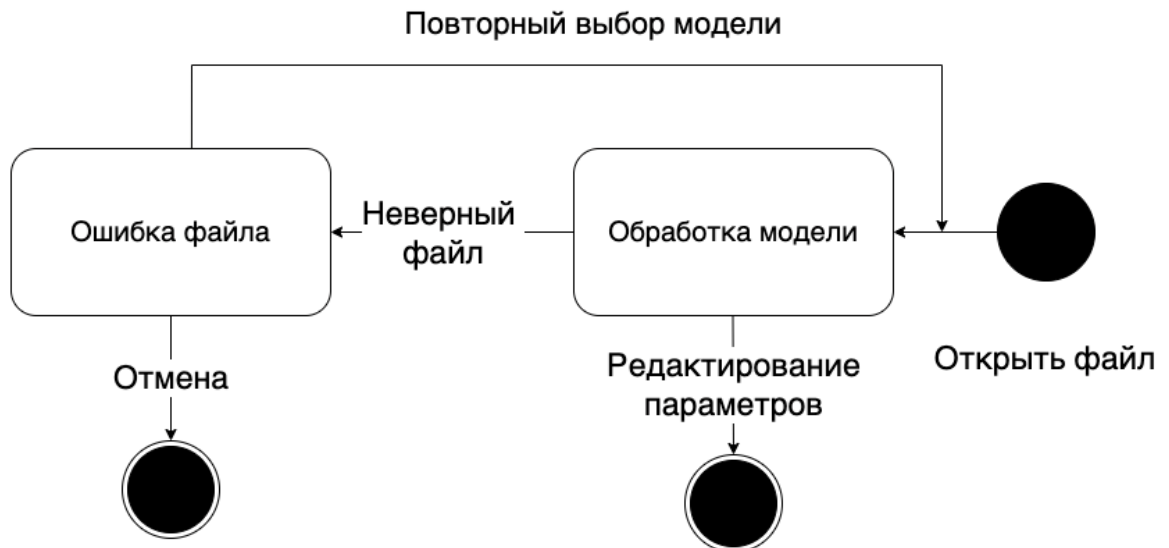 Повторный выбор модели
Ошибка файла
Неверный
файл
Обработка модели
Отмена
Редактирование
параметров
Открыть файл